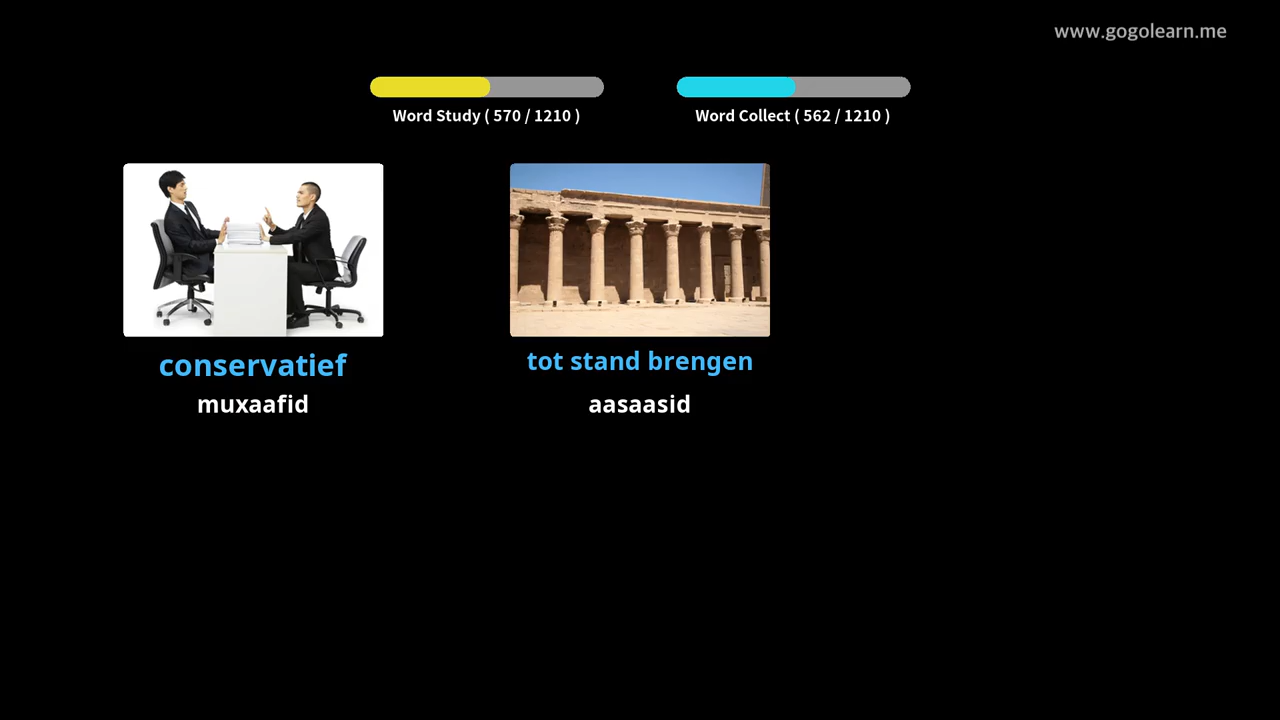 www.gogolearn.me
Word Study ( 570 / 1210 )
Word Collect ( 562 / 1210 )
conservatief
muxaafid
tot stand brengen
aasaasid